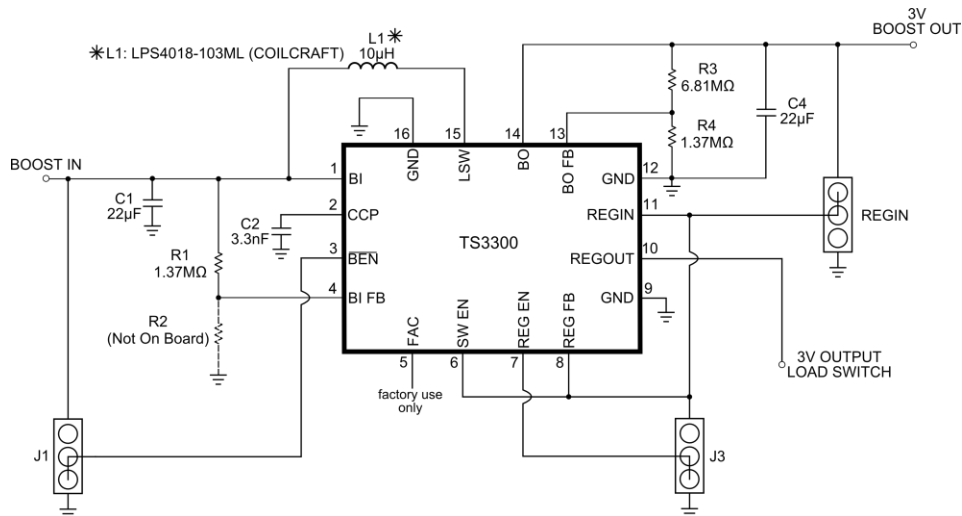 3V
BOOST OUT
L1✳
✳L1: LPS4018-103ML (COILCRAFT)
10µH
R3
6.81MΩ
C4
22µF
R4
1.37MΩ
16
15
14
13
GND
LSW
BO
BO FB
BOOST IN
1
BI
GND
12
C1
22µF
2
CCP
REGIN
11
REGIN
C2
3.3nF
TS3300
3
BEN
REGOUT
10
R1
1.37MΩ
4
BI FB
GND
9
R2
(Not On Board)
FAC
SW EN
REG EN
REG FB
5
6
7
8
3V OUTPUT
LOAD SWITCH
factory use
only
J1
J3